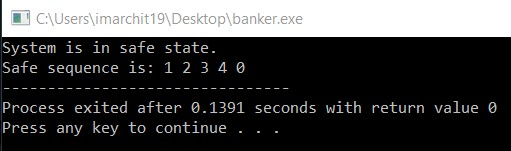 C:\Users\imarchit19\Desktop\banker.exe
System is in safe state.
Safe sequence is: 1 2 3 4 0
--------------------------------
Process exited after 0.1391 seconds with return value 0
Press any key to continue . . .